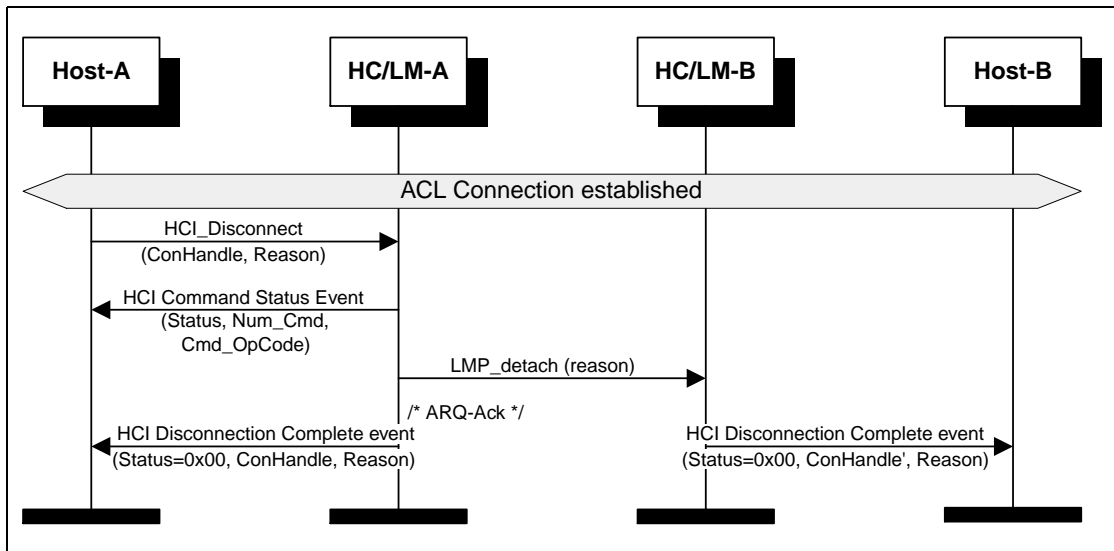 Host-A
HC/LM-A
HC/LM-B
Host-B
ACL Connection established
HCI_Disconnect
(ConHandle, Reason)
HCI Command Status Event
(Status, Num_Cmd,
Cmd_OpCode)
LMP_detach (reason)
/* ARQ-Ack */
HCI Disconnection Complete event
(Status=0x00, ConHandle, Reason)
HCI Disconnection Complete event
(Status=0x00, ConHandle', Reason)